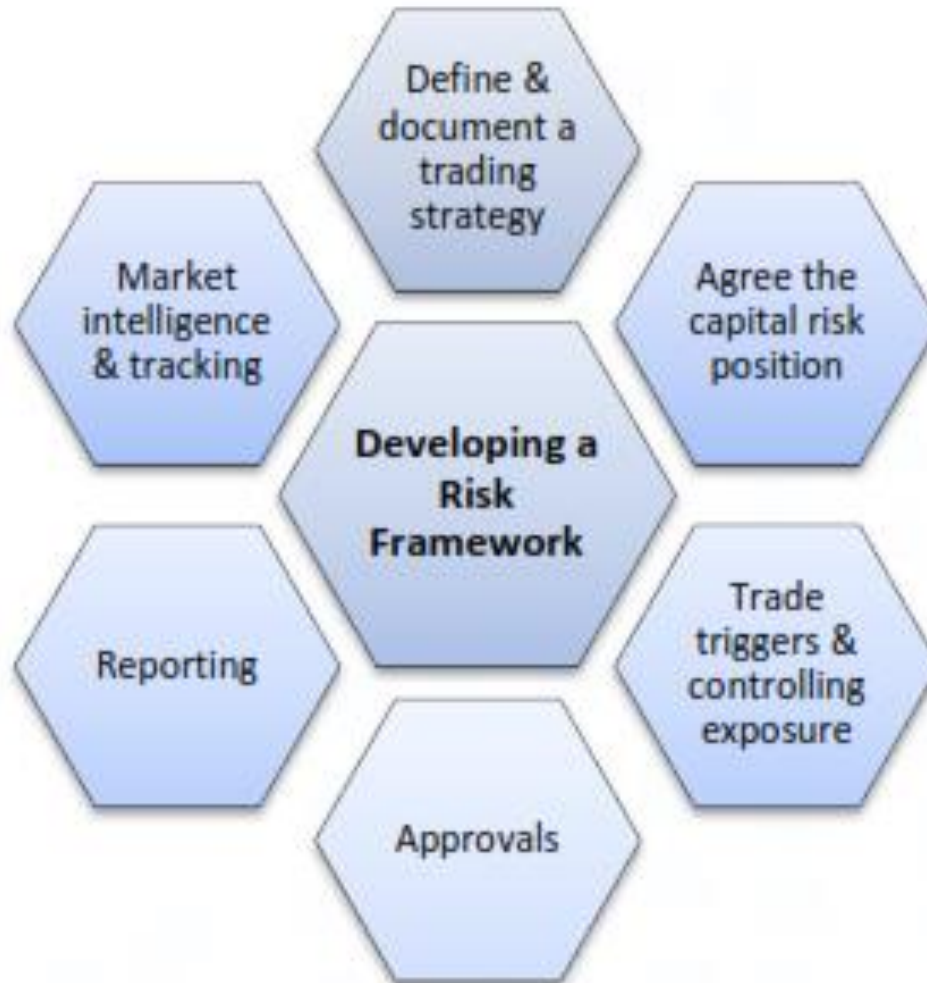 Define &
document a
trading
strategy
Market
intelligence
& tracking
Agree the
capital risk
position
Developing a
Risk
Framework
Reporting
Trade
triggers &
controlling
exposure
Approvals